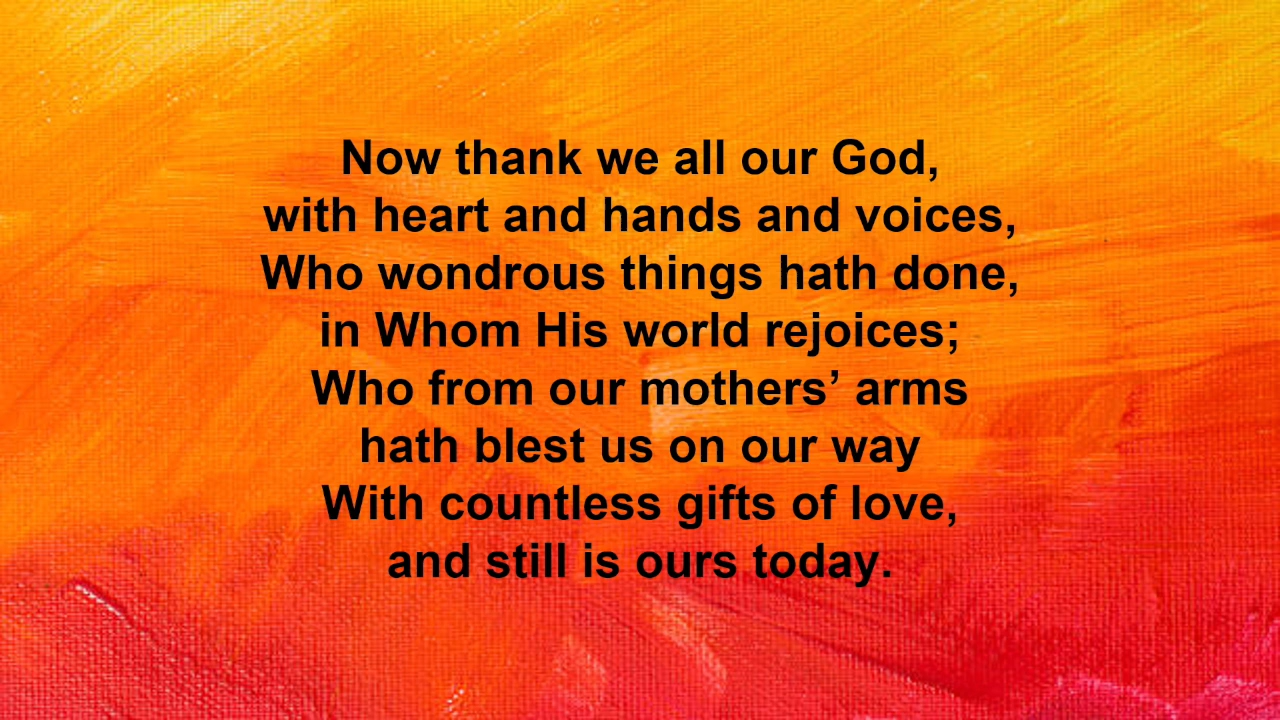 Now thank we all our God,
with heart and hands and voices,
Who wondrous things hath done,
in Whom His world rejoices;
Who from our mothers’ arms
hath blest us on our way
With countless gifts of love,
and still is ours today.